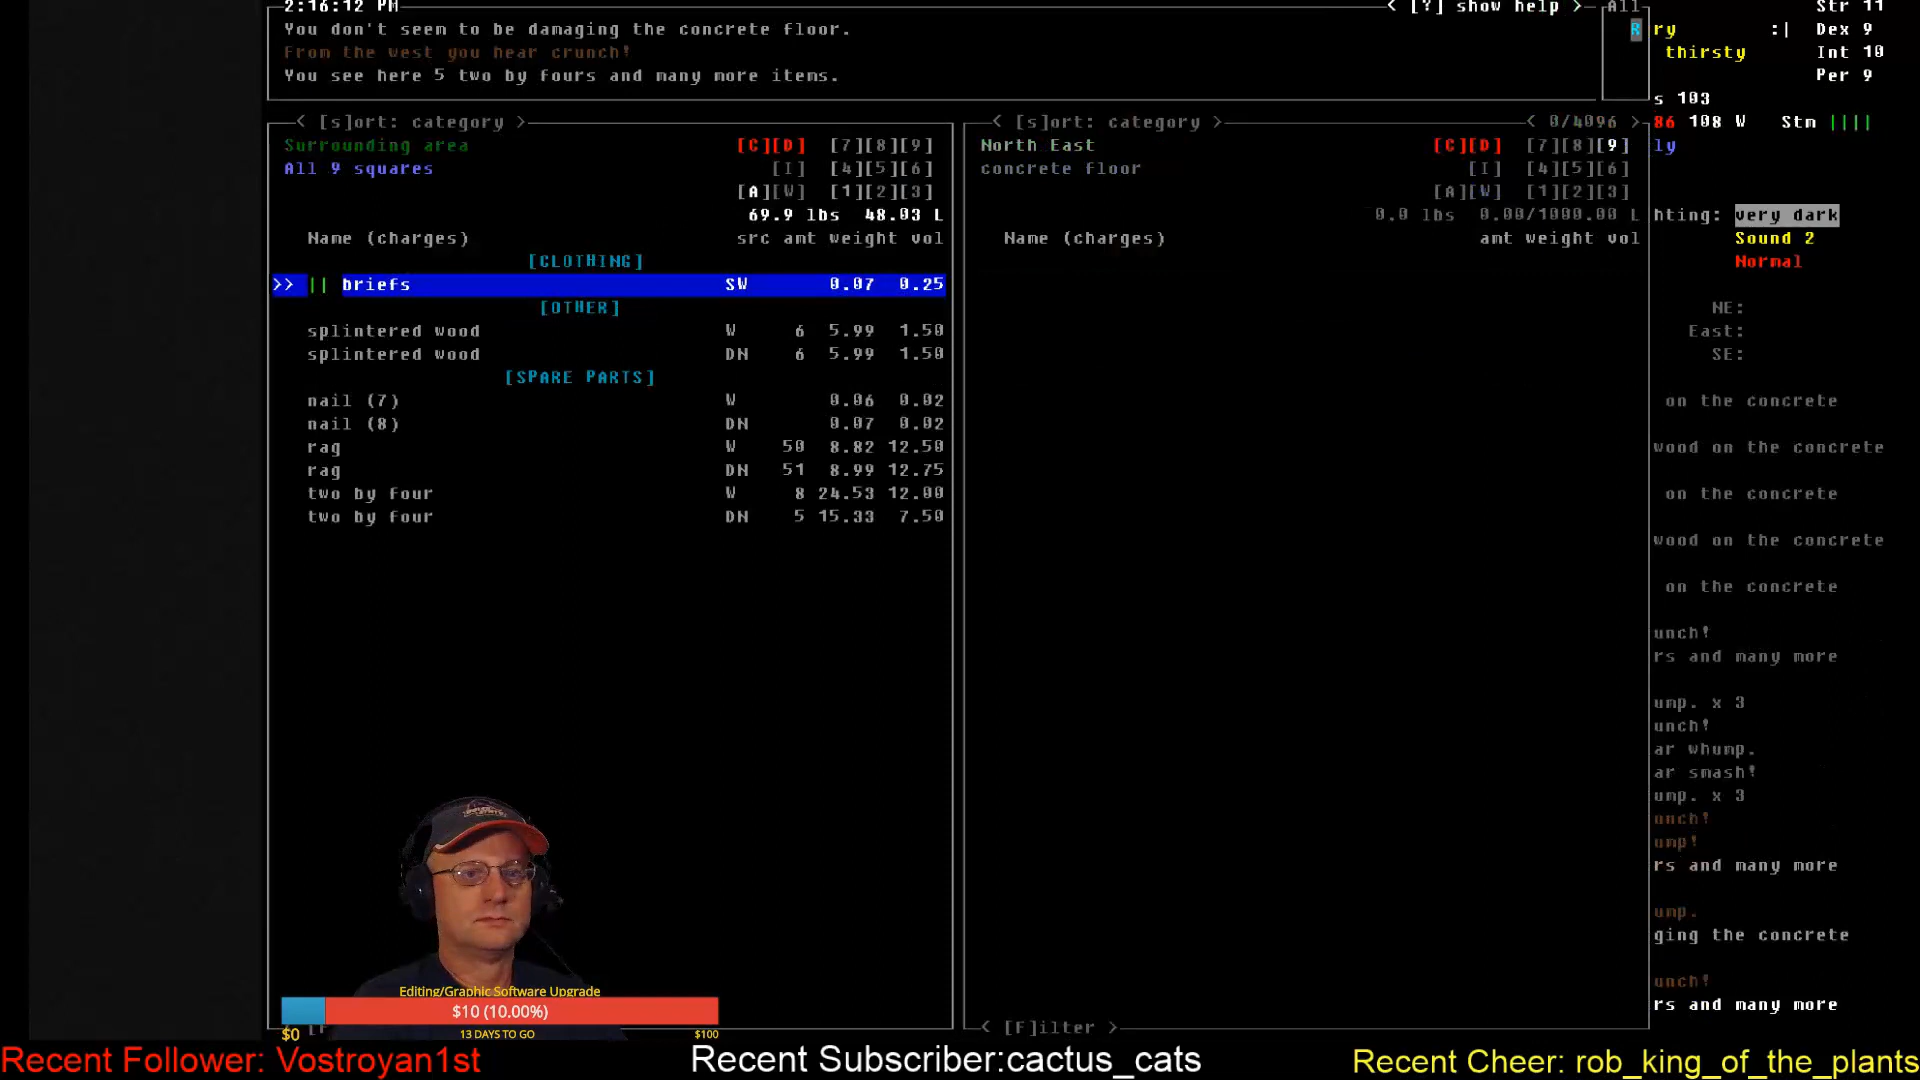 2:16:12 PM < [?] show help > All Str 11
You don't seem to be damaging the concrete floor. R ry :| Dex 9
From the west you hear crunch! thirsty Int 10
You see here 5 two by fours and many more items. Per 9
s 103
< [s]ort: category > < [s]ort: category > < 0/4096 > 86 108 W Stm ||||
Surrounding area [C][D] [7][8][9] North East [C][D] [7][8][9] ly
All 9 squares [I] [4][5][6] concrete floor [I] [4][5][6]
[A][W] [1][2][3] [A][W] [1][2][3]
69.9 lbs 48.03 L 0.0 lbs 0.00/1000.00 L hting: very dark
Name (charges) src amt weight vol Name (charges) amt weight vol Sound 2
[CLOTHING] Normal
>> || briefs SW 0.07 0.25
[OTHER] NE:
splintered wood W 6 5.99 1.50 East:
splintered wood DN 6 5.99 1.50 SE:
[SPARE PARTS]
nail (7) W 0.06 0.02 on the concrete
nail (8) DN 0.07 0.02
rag W 50 8.82 12.50 wood on the concrete
rag DN 51 8.99 12.75
two by four W 8 24.53 12.00 on the concrete
two by four DN 5 15.33 7.50
wood on the concrete
on the concrete
unch!
rs and many more
ump. x 3
unch!
ar whump.
ar smash!
ump. x 3
unch!
ump!
rs and many more
ump.
ging the concrete
unch!
rs and many more
Editing/Graphic Software Upgrade
$10 (10.00%)
$0 13 DAYS TO GO $100
< [F]ilter >
Recent Follower: Vostroyan1st Recent Subscriber:cactus_cats Recent Cheer: rob_king_of_the_plants